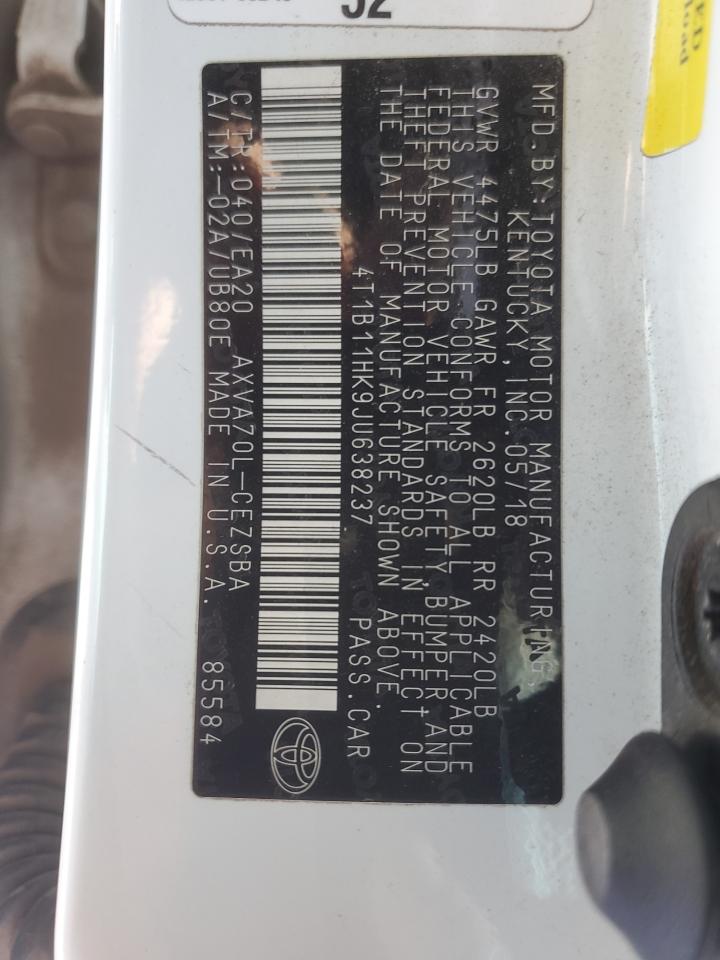 MFD.BY:TOYOTA MOTOR MANUFACTURING,
KENTUCKY,INC.05/18
GVWR 4475LB GAWR FR 2620LB RR 2420LB
THIS VEHICLE CONFORMS TO ALL APPLICABLE
FEDERAL MOTOR VEHICLE SAFETY,BUMPER,AND
THEFT PREVENTION STANDARDS IN EFFECT ON
THE DATE OF MANUFACTURE SHOWN ABOVE.
4T1B11HK9JU638237 PASS.CAR
C/TR:040/EA20 AXVA70L-CEZSBA
A/TM:-02A/UB80E MADE IN U.S.A. 85584
52